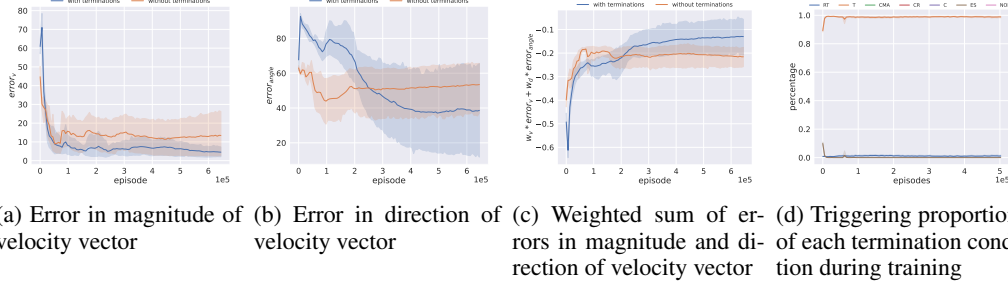 with terminations without terminations
80
70
60
50
40
30
20
10
0
error_v
0 1 2 3 4 5 6 1e5
episode
with terminations without terminations
80
60
40
20
error_angle
0 1 2 3 4 5 6 1e5
episode
with terminations without terminations
−0.1
−0.2
−0.3
−0.4
−0.5
−0.6
w_v * error_v + w_d * error_angle
0 1 2 3 4 5 6 1e5
episode
RT T CMA CR C ES NO
1.0
0.8
0.6
0.4
0.2
0.0
percentage
0 1 2 3 4 5 1e5
episode
(a) Error in magnitude of
velocity vector
(b) Error in direction of
velocity vector
(c) Weighted sum of er-
rors in magnitude and di-
rection of velocity vector
(d) Triggering proportio
of each termination cond
tion during training